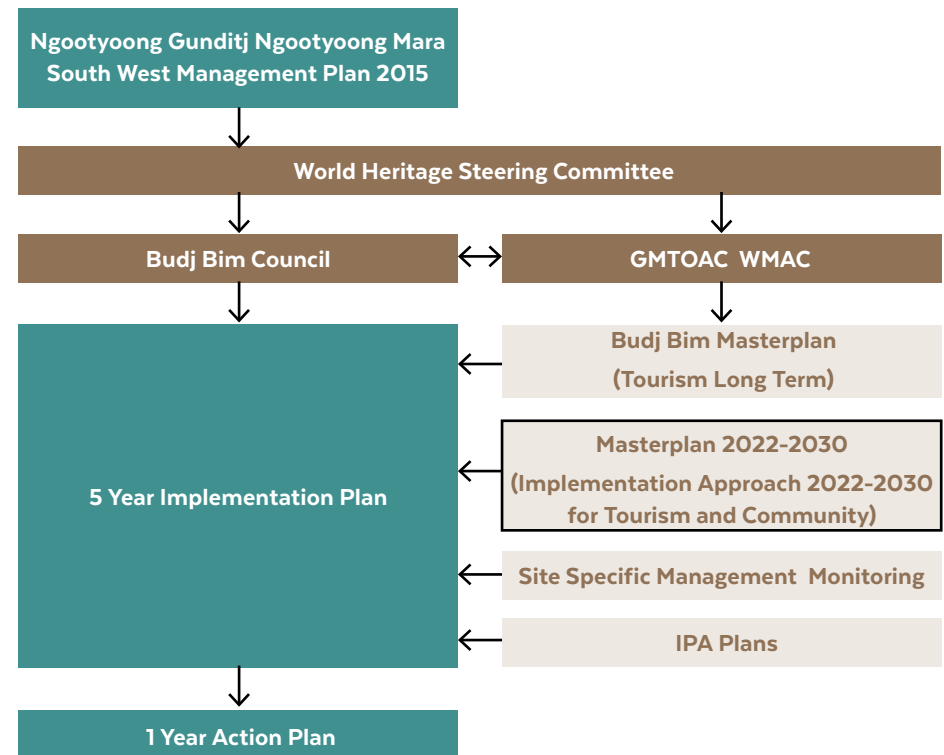 Ngootyoong Gunditj Ngootyoong Mara
South West Management Plan 2015
World Heritage Steering Committee
Budj Bim Council
GMTOAC WMAC
5 Year Implementation Plan
Budj Bim Masterplan
(Tourism Long Term)
Masterplan 2022-2030
(Implementation Approach 2022-2030
for Tourism and Community)
Site Specific Management Monitoring
IPA Plans
1 Year Action Plan